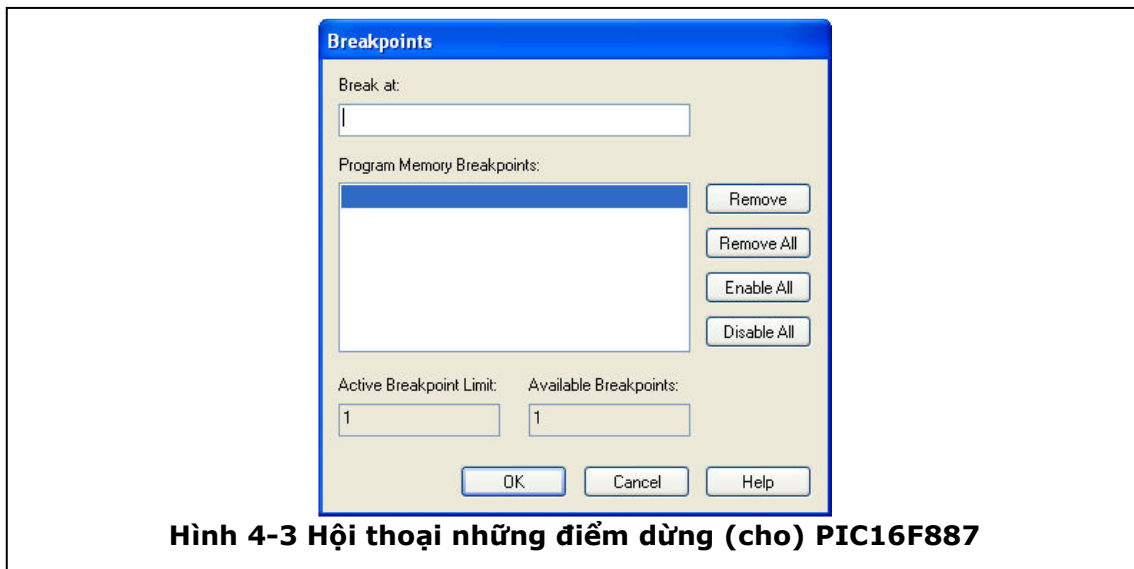 Breakpoints
Break at:
Program Memory Breakpoints:
Remove
Remove All
Enable All
Disable All
Active Breakpoint Limit: Available Breakpoints:
1 1
OK Cancel Help
Hình 4-3 Hội thoại những điểm dừng (cho) PIC16F887